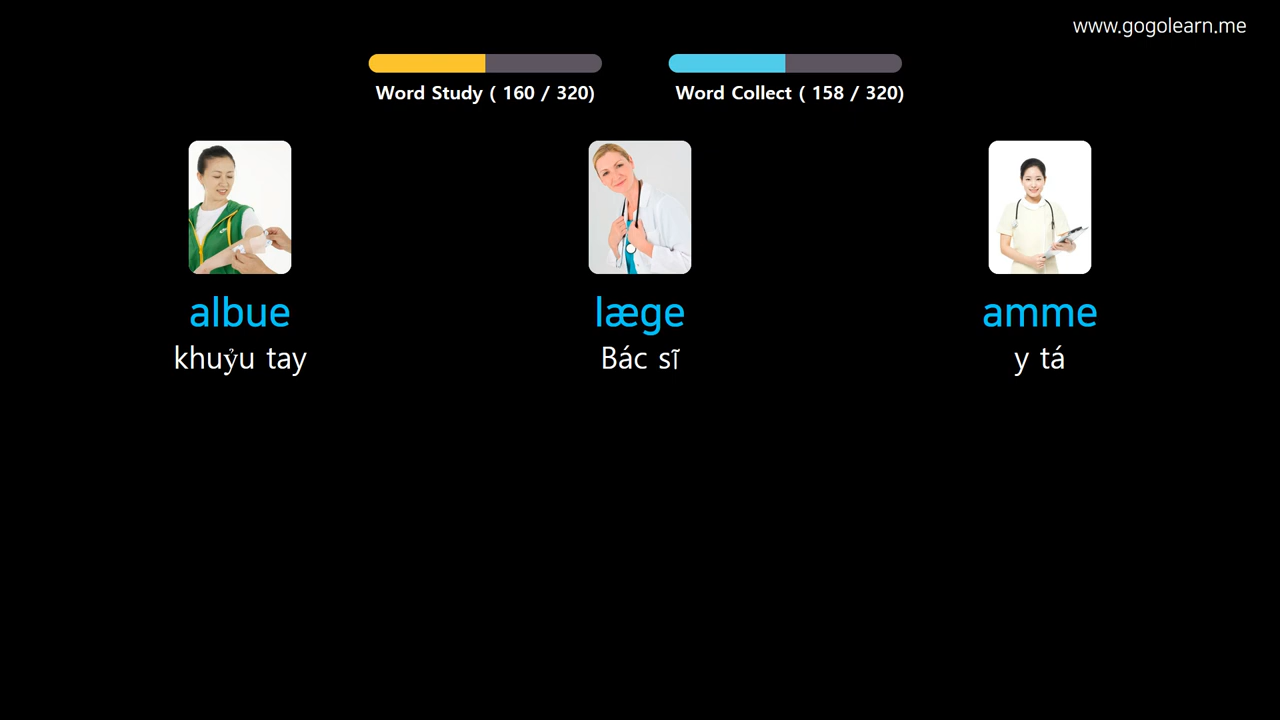 www.gogolearn.me
Word Study ( 160 / 320)
Word Collect ( 158 / 320)
albue
læge
amme
khuỷu tay
Bác sĩ
y tá